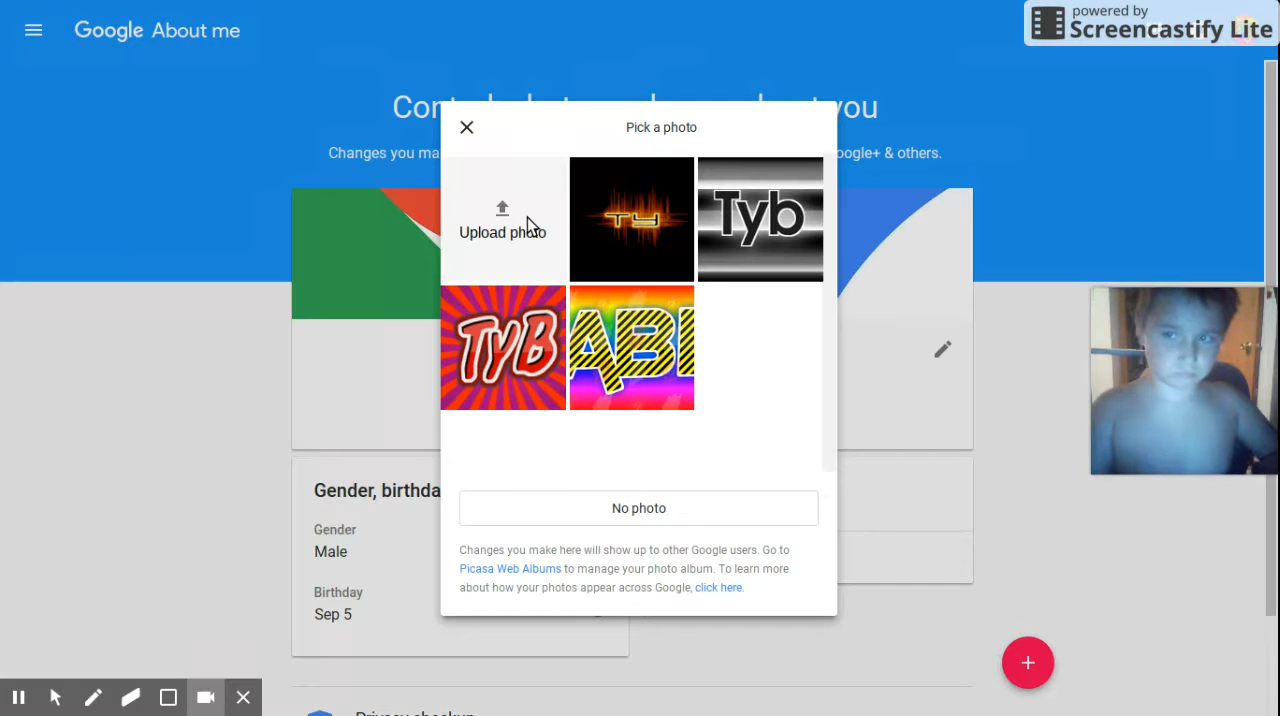 Google About me
powered by
Screencastify Lite
you
Changes you ma
oogle+ & others.
Pick a photo
Upload photo
TY
Tyb
TYB
ABI
Gender, birthda
Gender
Male
Birthday
Sep 5
No photo
Changes you make here will show up to other Google users. Go to
Picasa Web Albums to manage your photo album. To learn more
about how your photos appear across Google, click here.
Privacy checkup